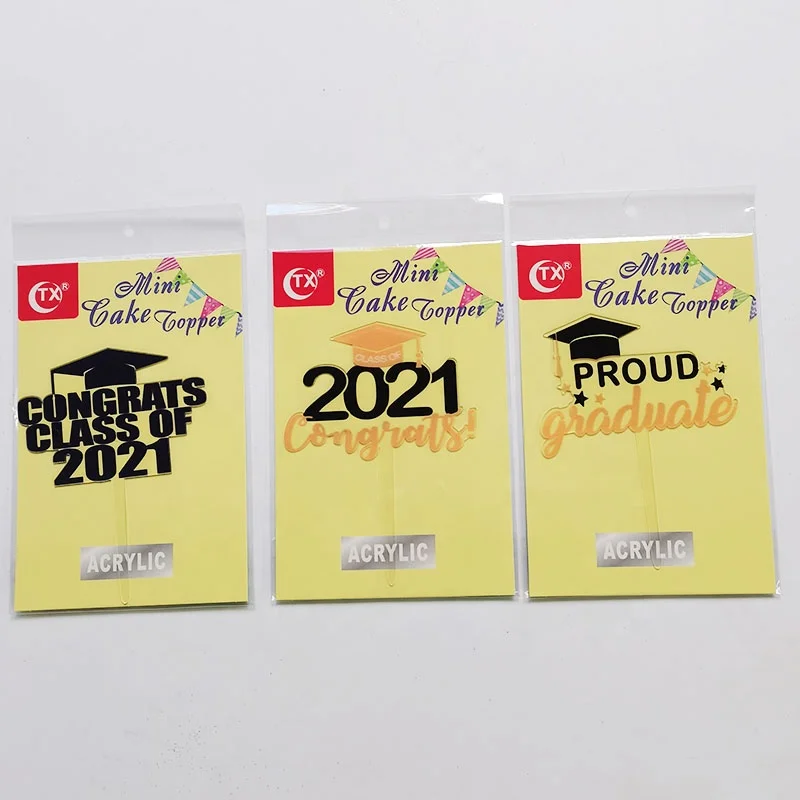 TX®
Mini
Cake Topper
CONGRATS
CLASS OF
2021
ACRYLIC
TX®
Mini
Cake Topper
CLASS OF
2021
Congrats!
ACRYLIC
TX®
Mini
Cake Topper
PROUD
graduate
ACRYLIC